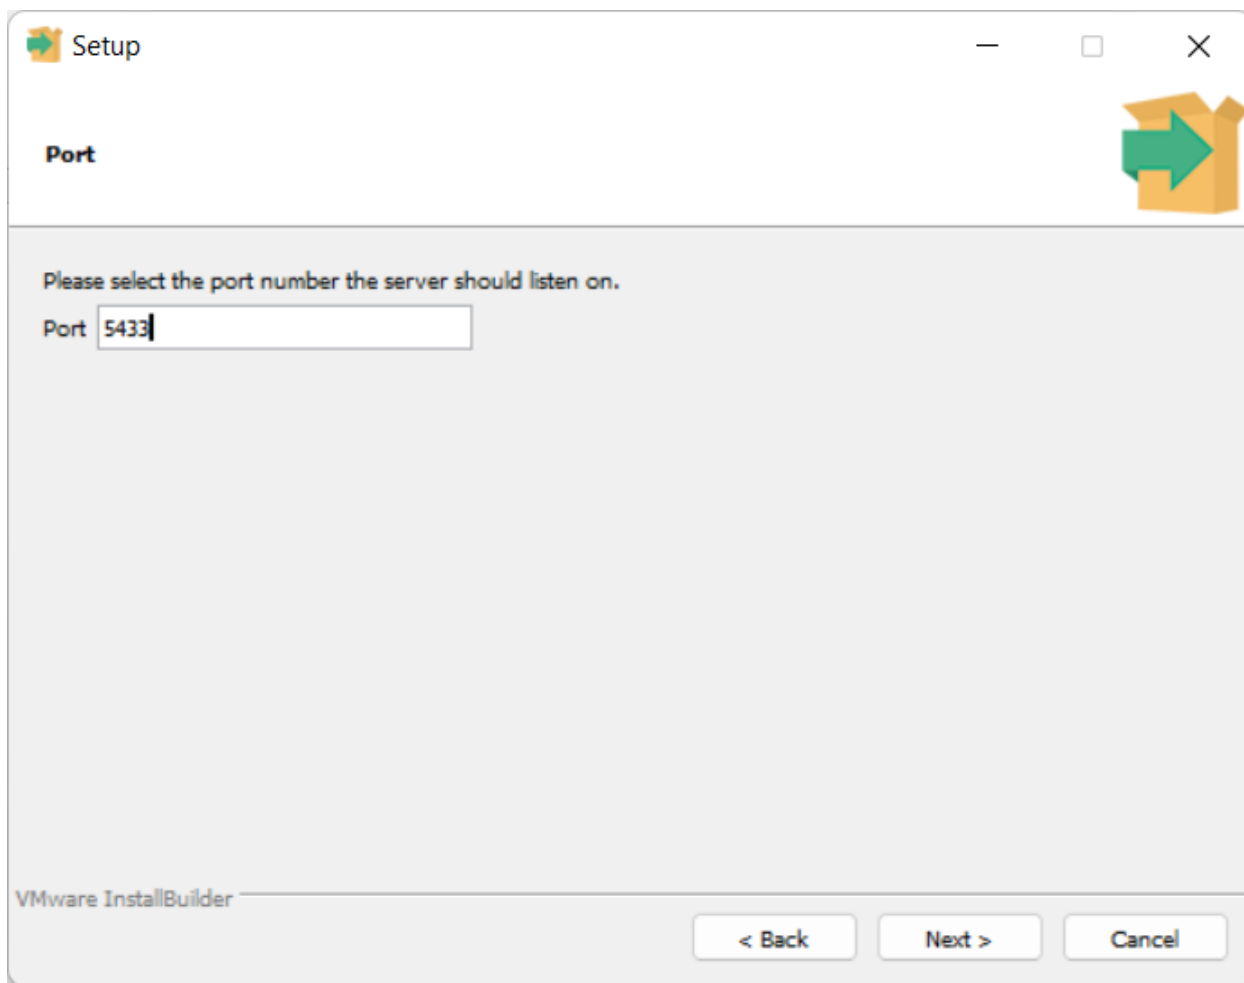 Setup
Port
Please select the port number the server should listen on.
Port 5433
VMware InstallBuilder
< Back Next > Cancel